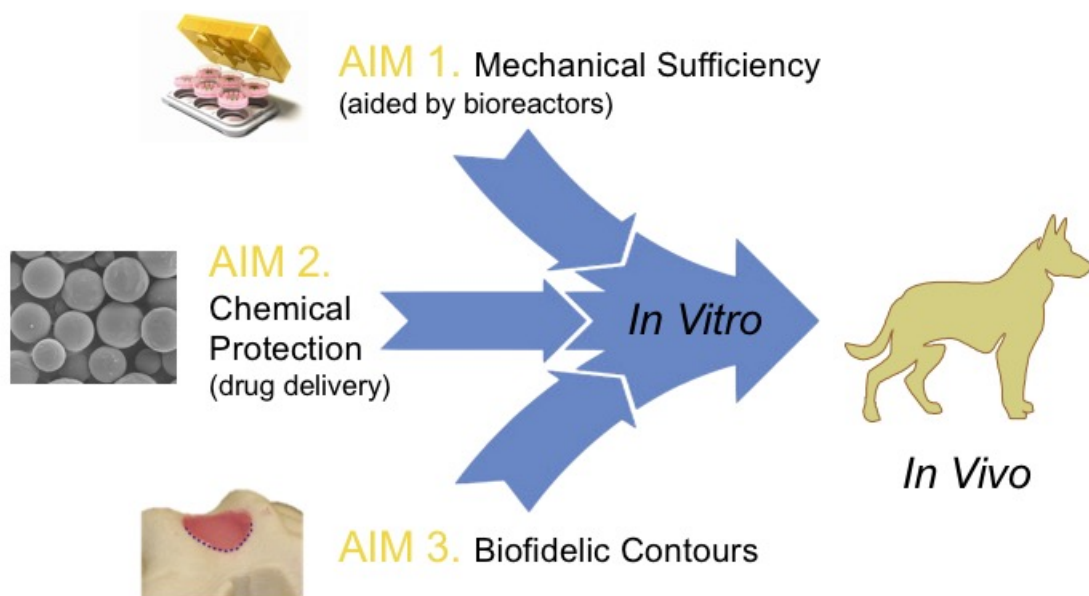 AIM 1. Mechanical Sufficiency
(aided by bioreactors)
AIM 2.
Chemical
Protection
(drug delivery)
In Vitro
In Vivo
AIM 3. Biofidelic Contours